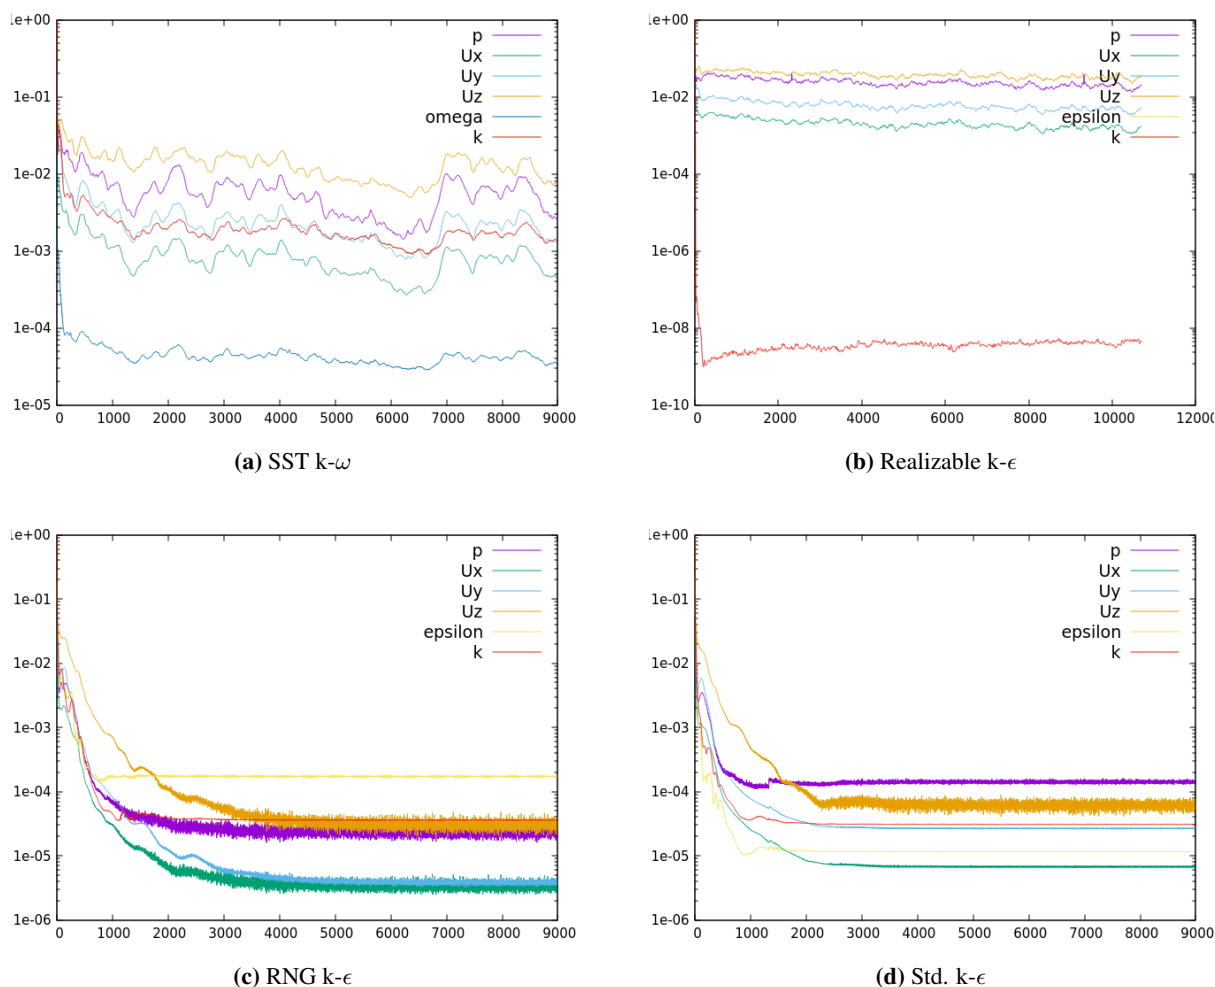 1e+00
1e-01
1e-02
1e-03
1e-04
1e-05
0 1000 2000 3000 4000 5000 6000 7000 8000 9000
p
Ux
Uy
Uz
omega
k
(a) SST k-ω
1e+00
1e-02
1e-04
1e-06
1e-08
1e-10
0 2000 4000 6000 8000 10000 12000
p
Ux
Uy
Uz
epsilon
k
(b) Realizable k-ϵ
1e+00
1e-01
1e-02
1e-03
1e-04
1e-05
1e-06
0 1000 2000 3000 4000 5000 6000 7000 8000 9000
p
Ux
Uy
Uz
epsilon
k
(c) RNG k-ϵ
1e+00
1e-01
1e-02
1e-03
1e-04
1e-05
1e-06
0 1000 2000 3000 4000 5000 6000 7000 8000 9000
p
Ux
Uy
Uz
epsilon
k
(d) Std. k-ϵ